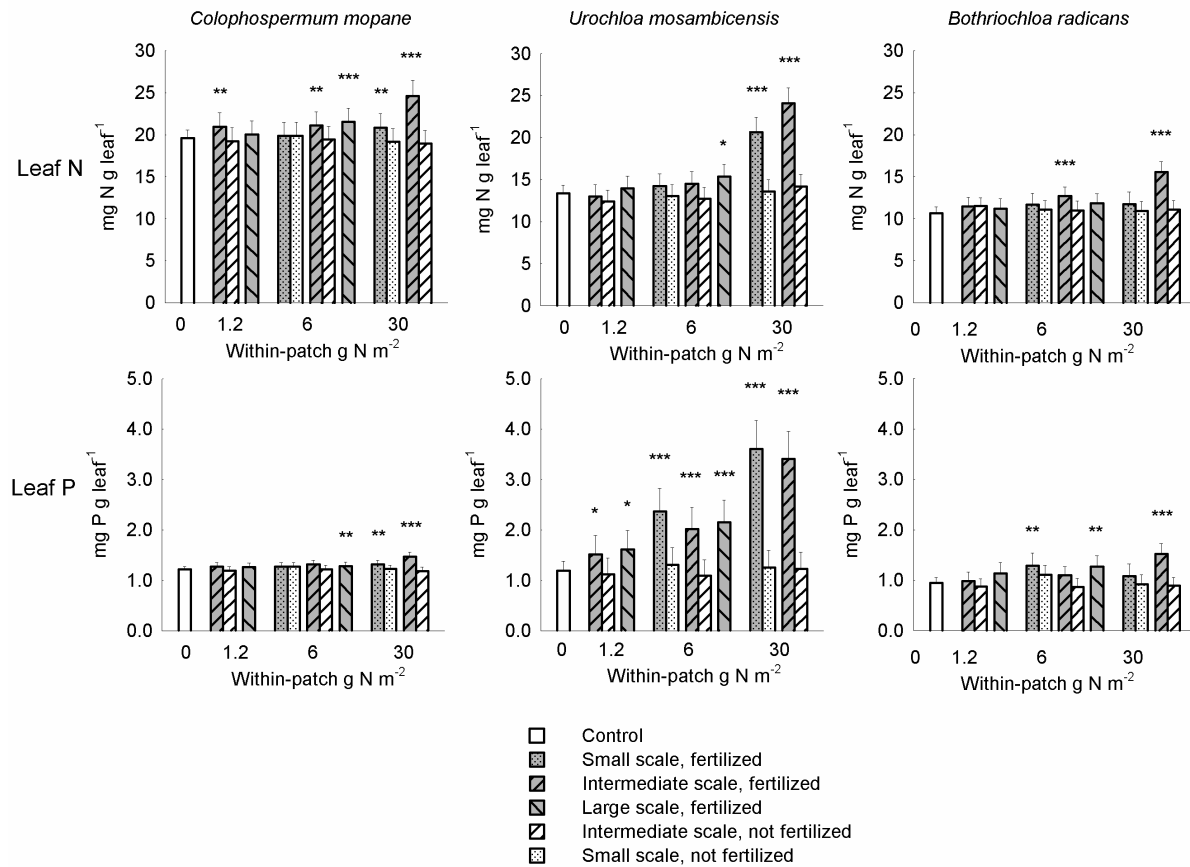 Colophospermum mopane
Urochloa mosambicensis
Bothriochloa radicans
Leaf N
mg N g leaf-1
30
25
20
15
10
5
0
** ** *** ** ***
0 1.2 6 30
Within-patch g N m-2
mg N g leaf-1
30
25
20
15
10
5
0
* *** ***
0 1.2 6 30
Within-patch g N m-2
mg N g leaf-1
30
25
20
15
10
5
0
*** ***
0 1.2 6 30
Within-patch g N m-2
Leaf P
mg P g leaf-1
5.0
4.0
3.0
2.0
1.0
0.0
** ** ***
0 1.2 6 30
Within-patch g N m-2
mg P g leaf-1
5.0
4.0
3.0
2.0
1.0
0.0
* * *** *** *** *** ***
0 1.2 6 30
Within-patch g N m-2
mg P g leaf-1
5.0
4.0
3.0
2.0
1.0
0.0
** ** ***
0 1.2 6 30
Within-patch g N m-2
Control
Small scale, fertilized
Intermediate scale, fertilized
Large scale, fertilized
Intermediate scale, not fertilized
Small scale, not fertilized